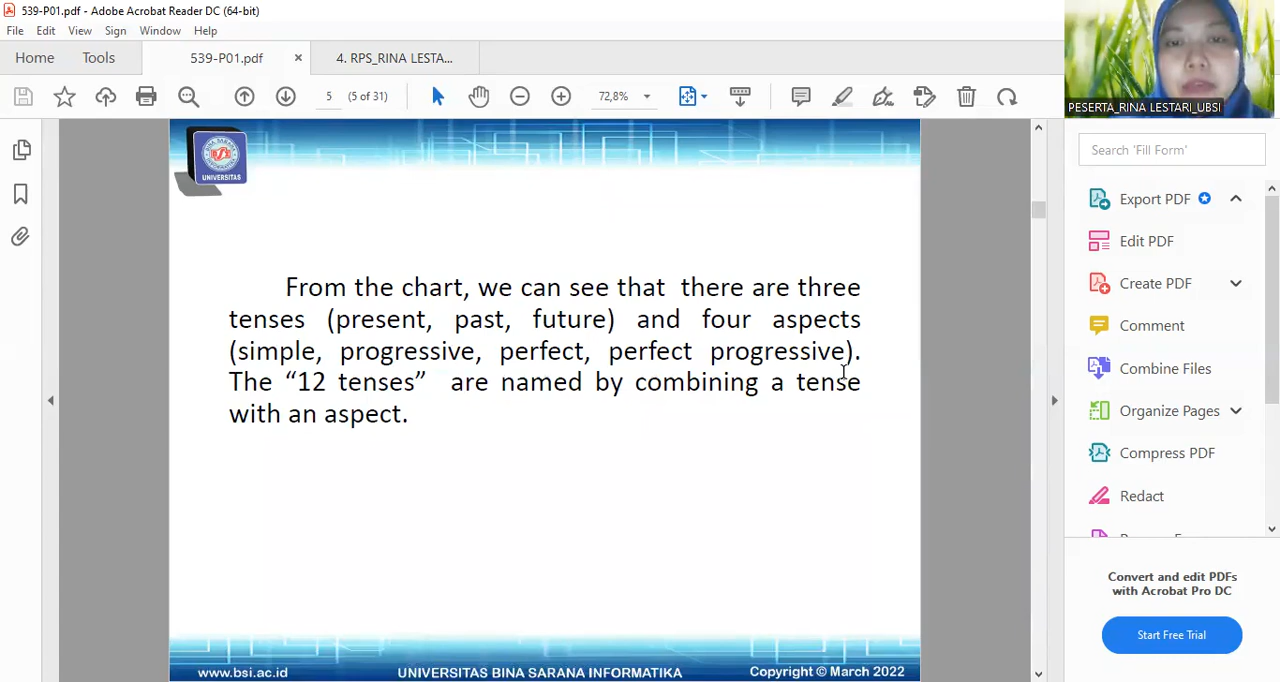 539-P01.pdf - Adobe Acrobat Reader DC (64-bit)
File Edit View Sign Window Help
Home Tools 539-P01.pdf × 4. RPS_RINA LESTA...
5 (5 of 31) 72,8%
PESERTA_RINA LESTARI_UBSI
UNIVERSITAS
From the chart, we can see that there are three
tenses (present, past, future) and four aspects
(simple, progressive, perfect, perfect progressive).
The “12 tenses” are named by combining a tense
with an aspect.
www.bsi.ac.id UNIVERSITAS BINA SARANA INFORMATIKA Copyright © March 2022
Search 'Fill Form'
Export PDF
Edit PDF
Create PDF
Comment
Combine Files
Organize Pages
Compress PDF
Redact
Convert and edit PDFs
with Acrobat Pro DC
Start Free Trial